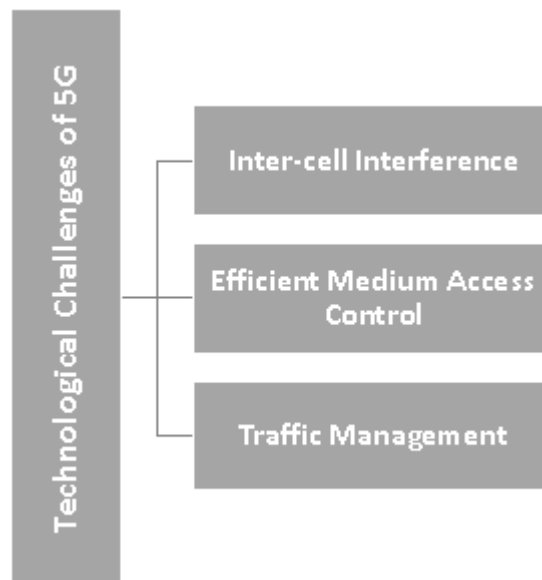 Technological Challenges of 5G
Inter-cell Interference
Efficient Medium Access
Control
Traffic Management